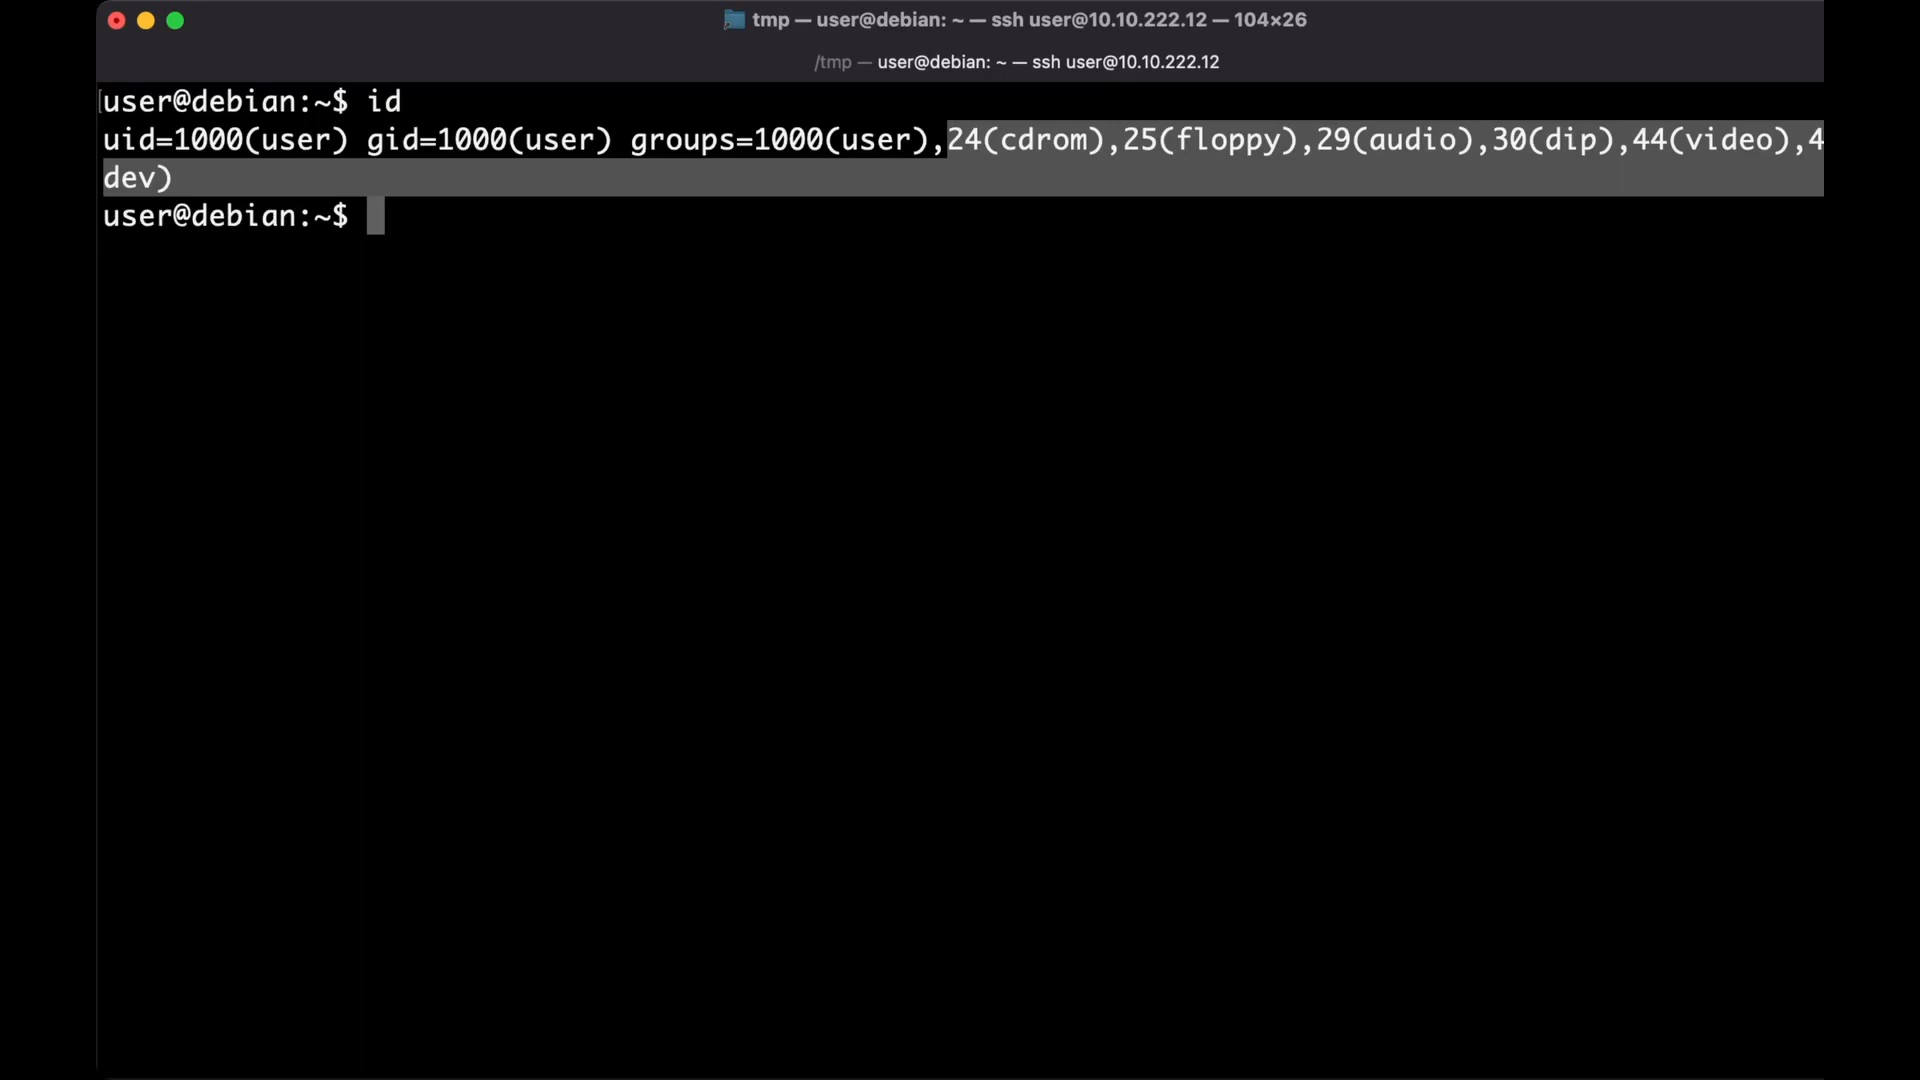 tmp — user@debian: ~ — ssh user@10.10.222.12 — 104×26
/tmp — user@debian: ~ — ssh user@10.10.222.12
user@debian:~$ id
uid=1000(user) gid=1000(user) groups=1000(user),24(cdrom),25(floppy),29(audio),30(dip),44(video),4
dev)
user@debian:~$